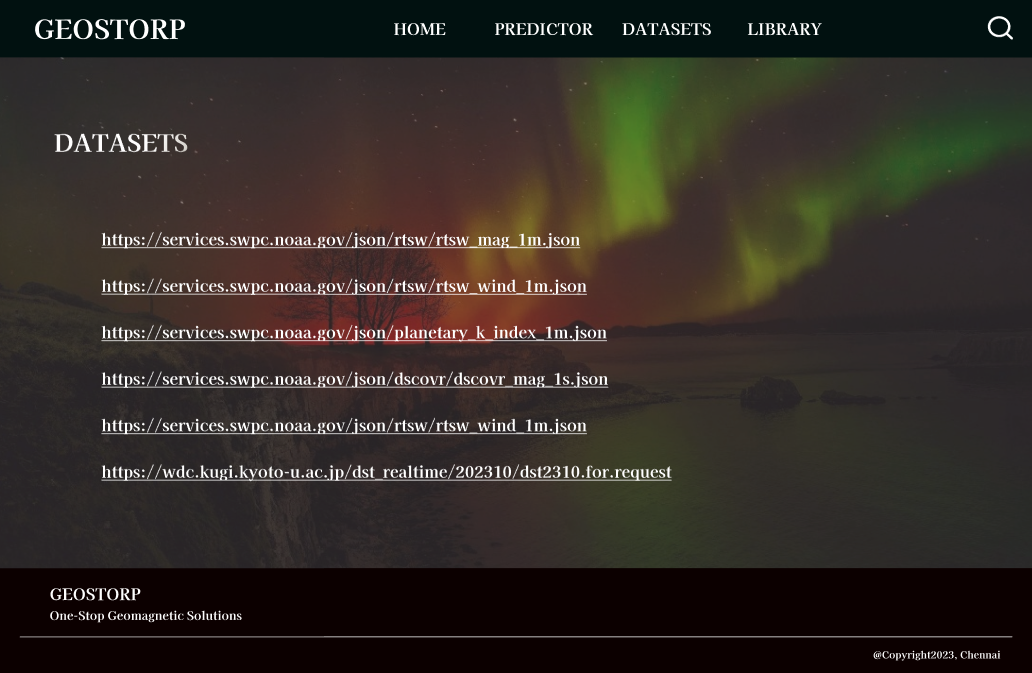 GEOSTORP
HOME PREDICTOR DATASETS LIBRARY
DATASETS
https://services.swpc.noaa.gov/json/rtsw/rtsw_mag_1m.json
https://services.swpc.noaa.gov/json/rtsw/rtsw_wind_1m.json
https://services.swpc.noaa.gov/json/planetary_k_index_1m.json
https://services.swpc.noaa.gov/json/dscovr/dscovr_mag_1s.json
https://services.swpc.noaa.gov/json/rtsw/rtsw_wind_1m.json
https://wdc.kugi.kyoto-u.ac.jp/dst_realtime/202310/dst2310.for.request
GEOSTORP
One-Stop Geomagnetic Solutions
@Copyright2023, Chennai